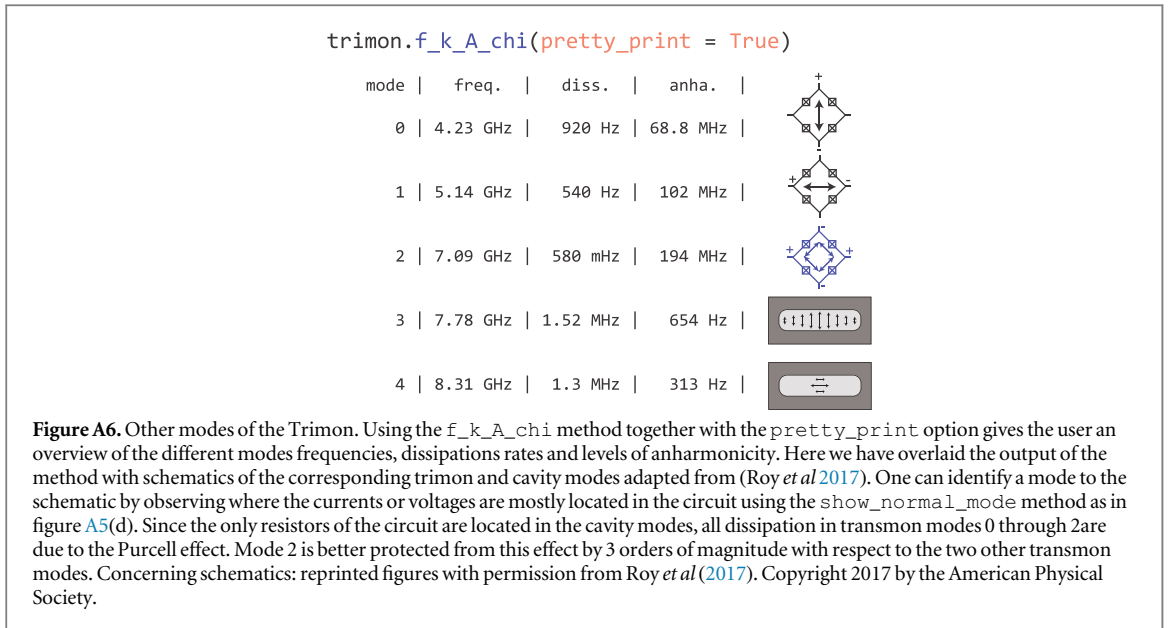 trimon.f_k_A_chi(pretty_print = True)
mode | freq. | diss. | anha. |
0 | 4.23 GHz | 920 Hz | 68.8 MHz |
+
-
1 | 5.14 GHz | 540 Hz | 102 MHz |
+ -
2 | 7.09 GHz | 580 mHz | 194 MHz |
-
+ +
-
3 | 7.78 GHz | 1.52 MHz | 654 Hz |
4 | 8.31 GHz | 1.3 MHz | 313 Hz |
Figure A6. Other modes of the Trimon. Using the f_k_A_chi method together with the pretty_print option gives the user an
overview of the different modes frequencies, dissipations rates and levels of anharmonicity. Here we have overlaid the output of the
method with schematics of the corresponding trimon and cavity modes adapted from (Roy et al 2017). One can identify a mode to the
schematic by observing where the currents or voltages are mostly located in the circuit using the show_normal_mode method as in
figure A5(d). Since the only resistors of the circuit are located in the cavity modes, all dissipation in transmon modes 0 through 2are
due to the Purcell effect. Mode 2 is better protected from this effect by 3 orders of magnitude with respect to the two other transmon
modes. Concerning schematics: reprinted figures with permission from Roy et al (2017). Copyright 2017 by the American Physical
Society.